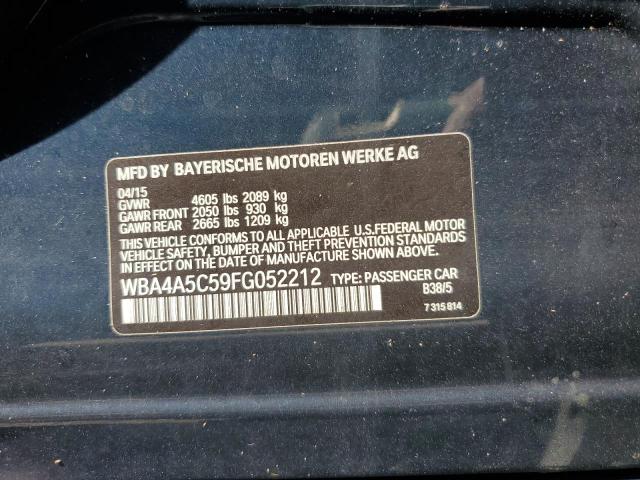 MFD BY BAYERISCHE MOTOREN WERKE AG
04/15
GVWR 4605 lbs 2089 kg
GAWR FRONT 2050 lbs 930 kg
GAWR REAR 2665 lbs 1209 kg
THIS VEHICLE CONFORMS TO ALL APPLICABLE U.S.FEDERAL MOTOR
VEHICLE SAFETY, BUMPER AND THEFT PREVENTION STANDARDS
IN EFFECT ON THE DATE OF MANUFACTURE SHOWN ABOVE.
WBA4A5C59FG052212 TYPE: PASSENGER CAR
B38/5
7 315 814